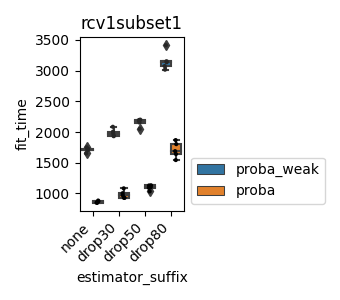 rcv1subset1
3500
3000
2500
2000
1500
1000
fit_time
none
drop30
drop50
drop80
estimator_suffix
proba_weak
proba